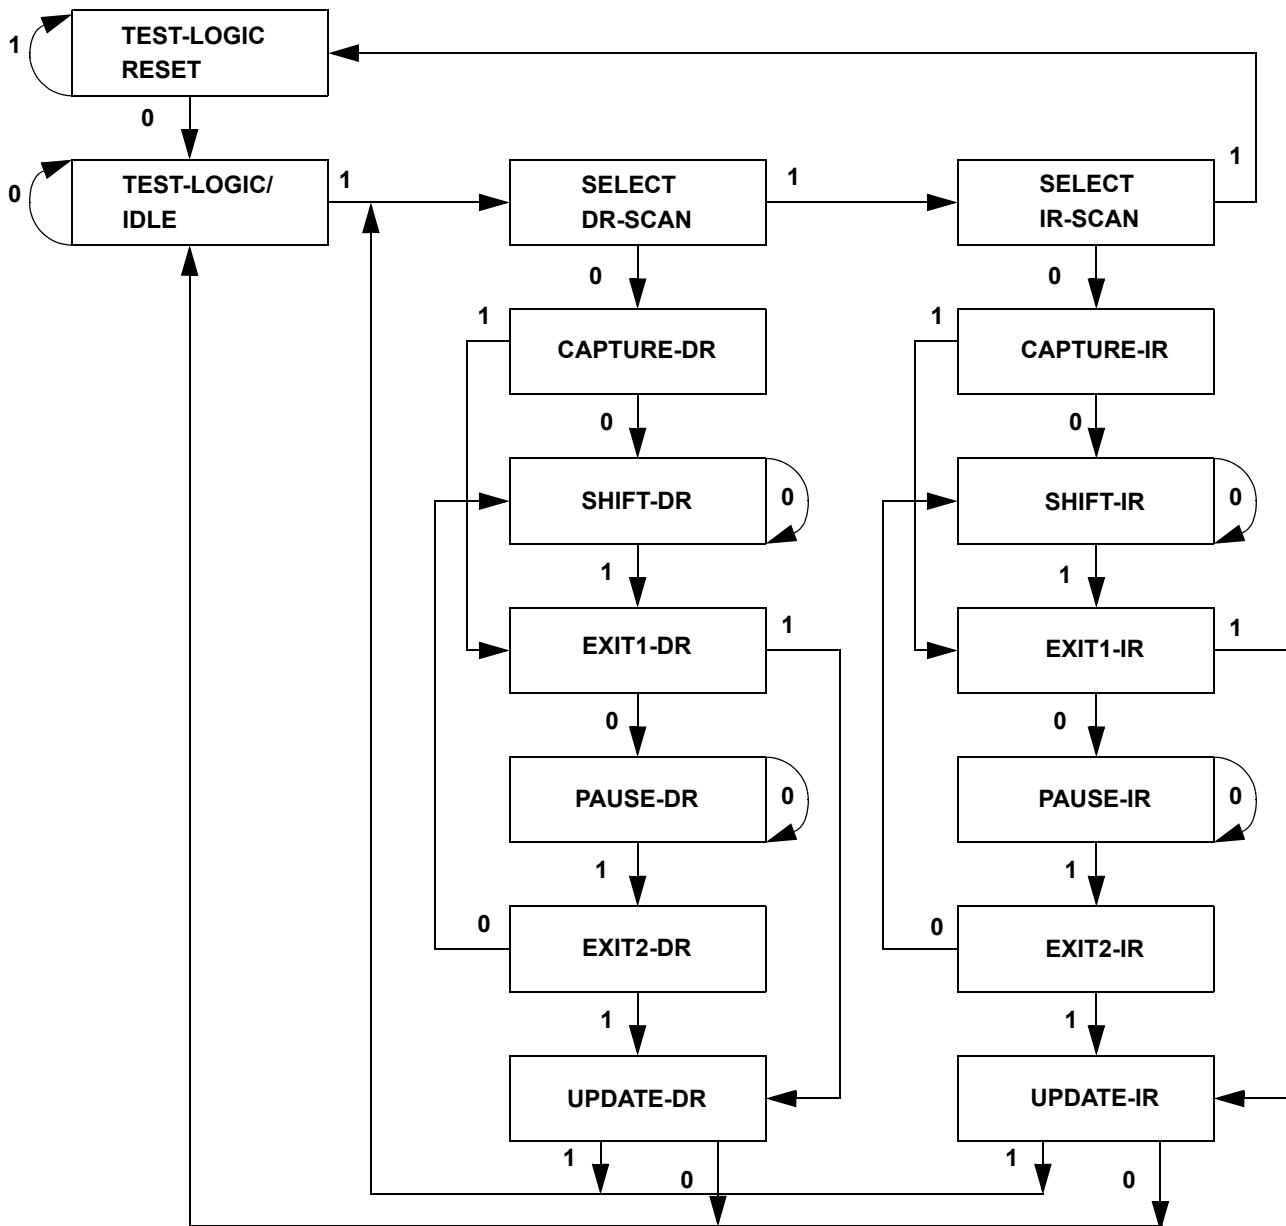 TEST-LOGIC
RESET
1
0
TEST-LOGIC/
IDLE
0
1
SELECT
DR-SCAN
1
SELECT
IR-SCAN
1
0
0
1
CAPTURE-DR
1
CAPTURE-IR
0
0
SHIFT-DR
0
SHIFT-IR
0
1
1
EXIT1-DR
1
EXIT1-IR
1
0
0
PAUSE-DR
0
PAUSE-IR
0
1
1
0
EXIT2-DR
0
EXIT2-IR
1
1
UPDATE-DR
UPDATE-IR
1
0
1
0